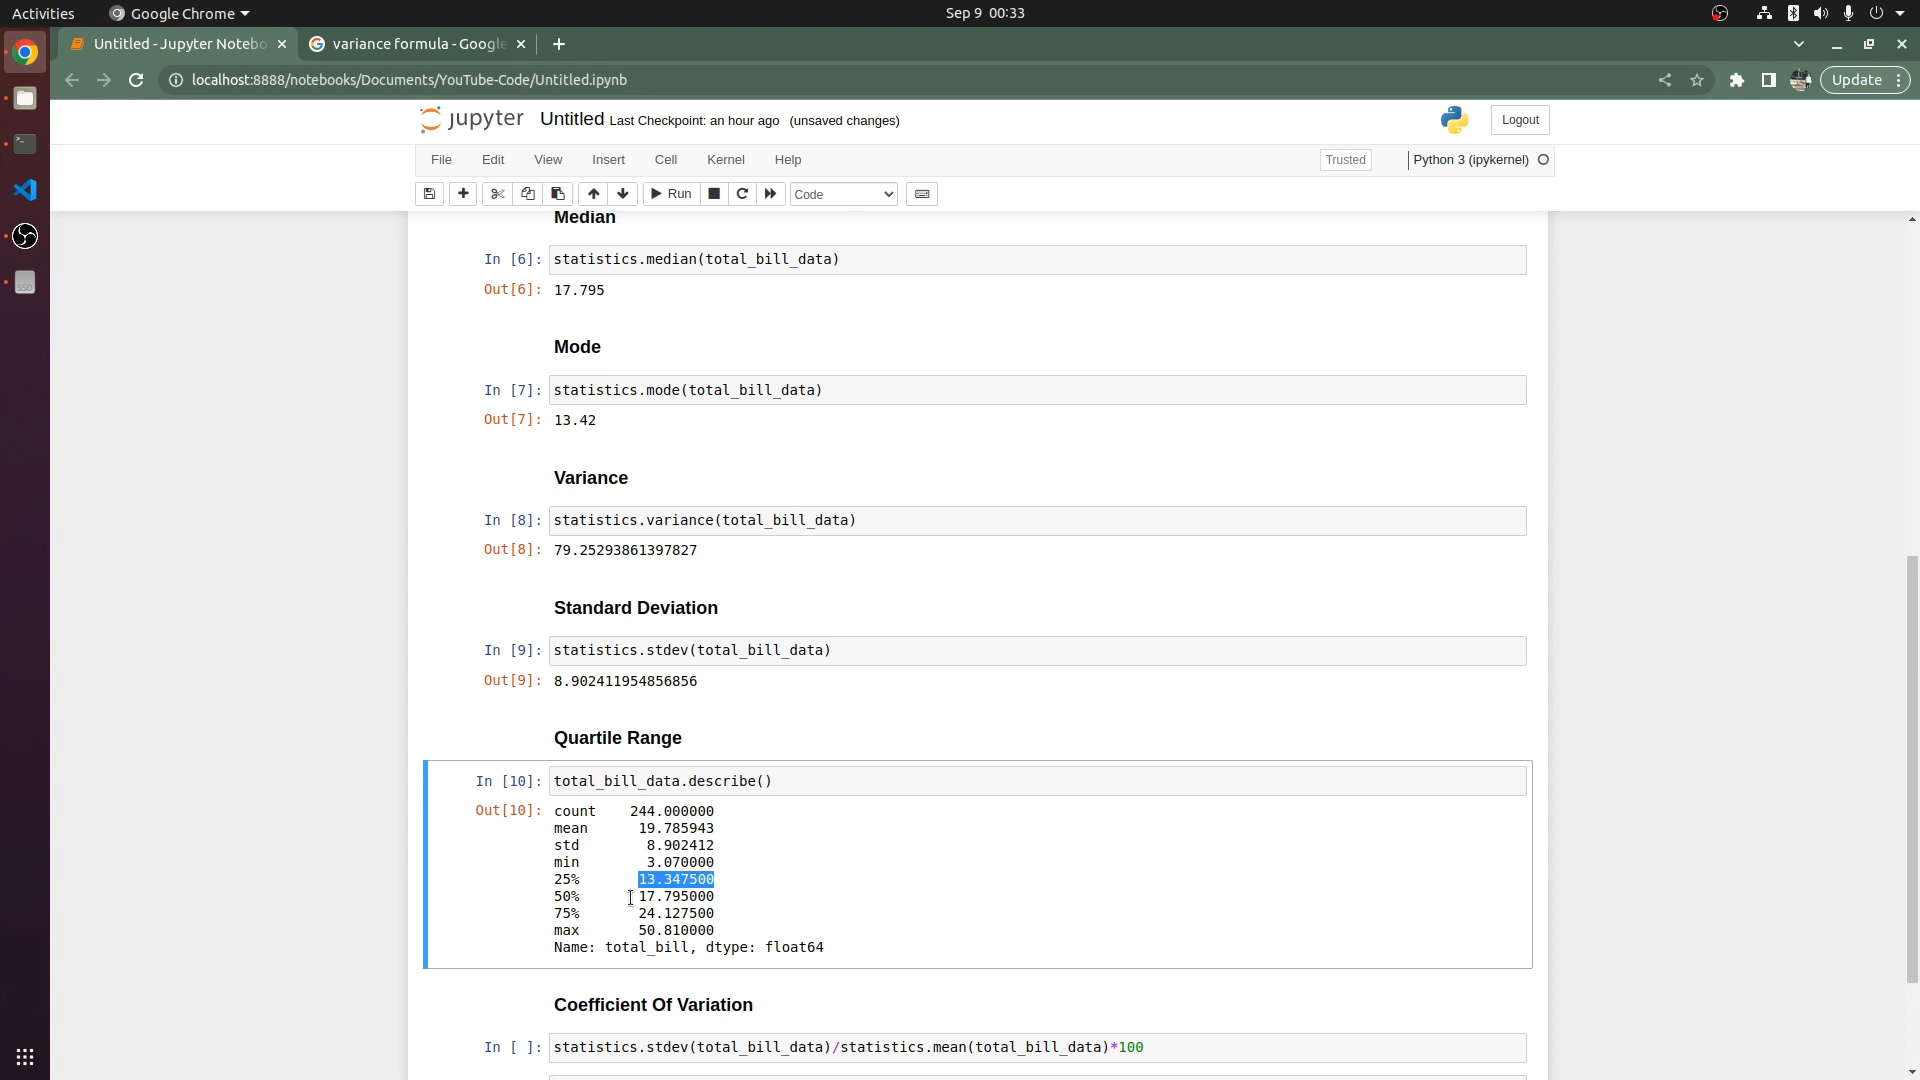 Activities
Google Chrome
Sep 9 00:33
Untitled - Jupyter Notebo
variance formula - Google
localhost:8888/notebooks/Documents/YouTube-Code/Untitled.ipynb
Update
jupyter
Untitled Last Checkpoint: an hour ago (unsaved changes)
Logout
File Edit View Insert Cell Kernel Help
Trusted
Python 3 (ipykernel)
Run
Code
Median
In [6]: statistics.median(total_bill_data)
Out[6]: 17.795
Mode
In [7]: statistics.mode(total_bill_data)
Out[7]: 13.42
Variance
In [8]: statistics.variance(total_bill_data)
Out[8]: 79.25293861397827
Standard Deviation
In [9]: statistics.stdev(total_bill_data)
Out[9]: 8.902411954856856
Quartile Range
In [10]: total_bill_data.describe()
Out[10]: count 244.000000
mean 19.785943
std 8.902412
min 3.070000
25% 13.347500
50% 17.795000
75% 24.127500
max 50.810000
Name: total_bill, dtype: float64
Coefficient Of Variation
In [ ]: statistics.stdev(total_bill_data)/statistics.mean(total_bill_data)*100
SSD